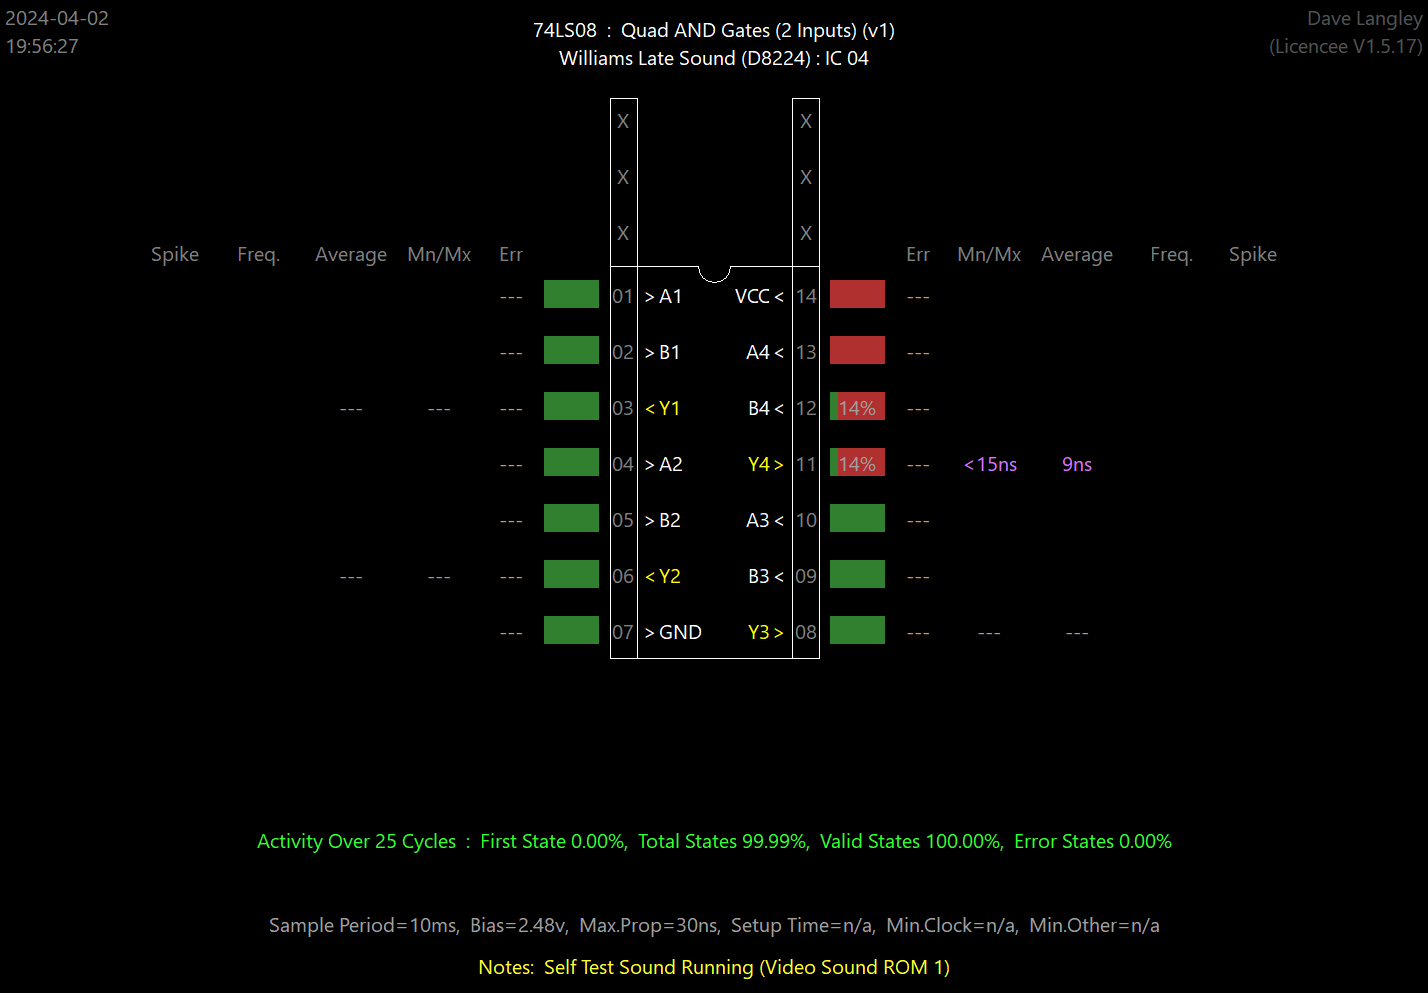 2024-04-02
19:56:27
74LS08 : Quad AND Gates (2 Inputs) (v1)
Williams Late Sound (D8224) : IC 04
Dave Langley
(Licencee V1.5.17)
X X
X X
X X
Spike Freq. Average Mn/Mx Err Err Mn/Mx Average Freq. Spike
--- 01 >A1 VCC< 14 ---
--- 02 >B1 A4< 13 ---
--- --- --- 03 <Y1 B4< 12 14% ---
--- 04 >A2 Y4> 11 14% --- <15ns 9ns
--- 05 >B2 A3< 10 ---
--- --- --- 06 <Y2 B3< 09 ---
--- 07 >GND Y3> 08 --- --- ---
Activity Over 25 Cycles : First State 0.00%, Total States 99.99%, Valid States 100.00%, Error States 0.00%
Sample Period=10ms, Bias=2.48v, Max.Prop=30ns, Setup Time=n/a, Min.Clock=n/a, Min.Other=n/a
Notes: Self Test Sound Running (Video Sound ROM 1)